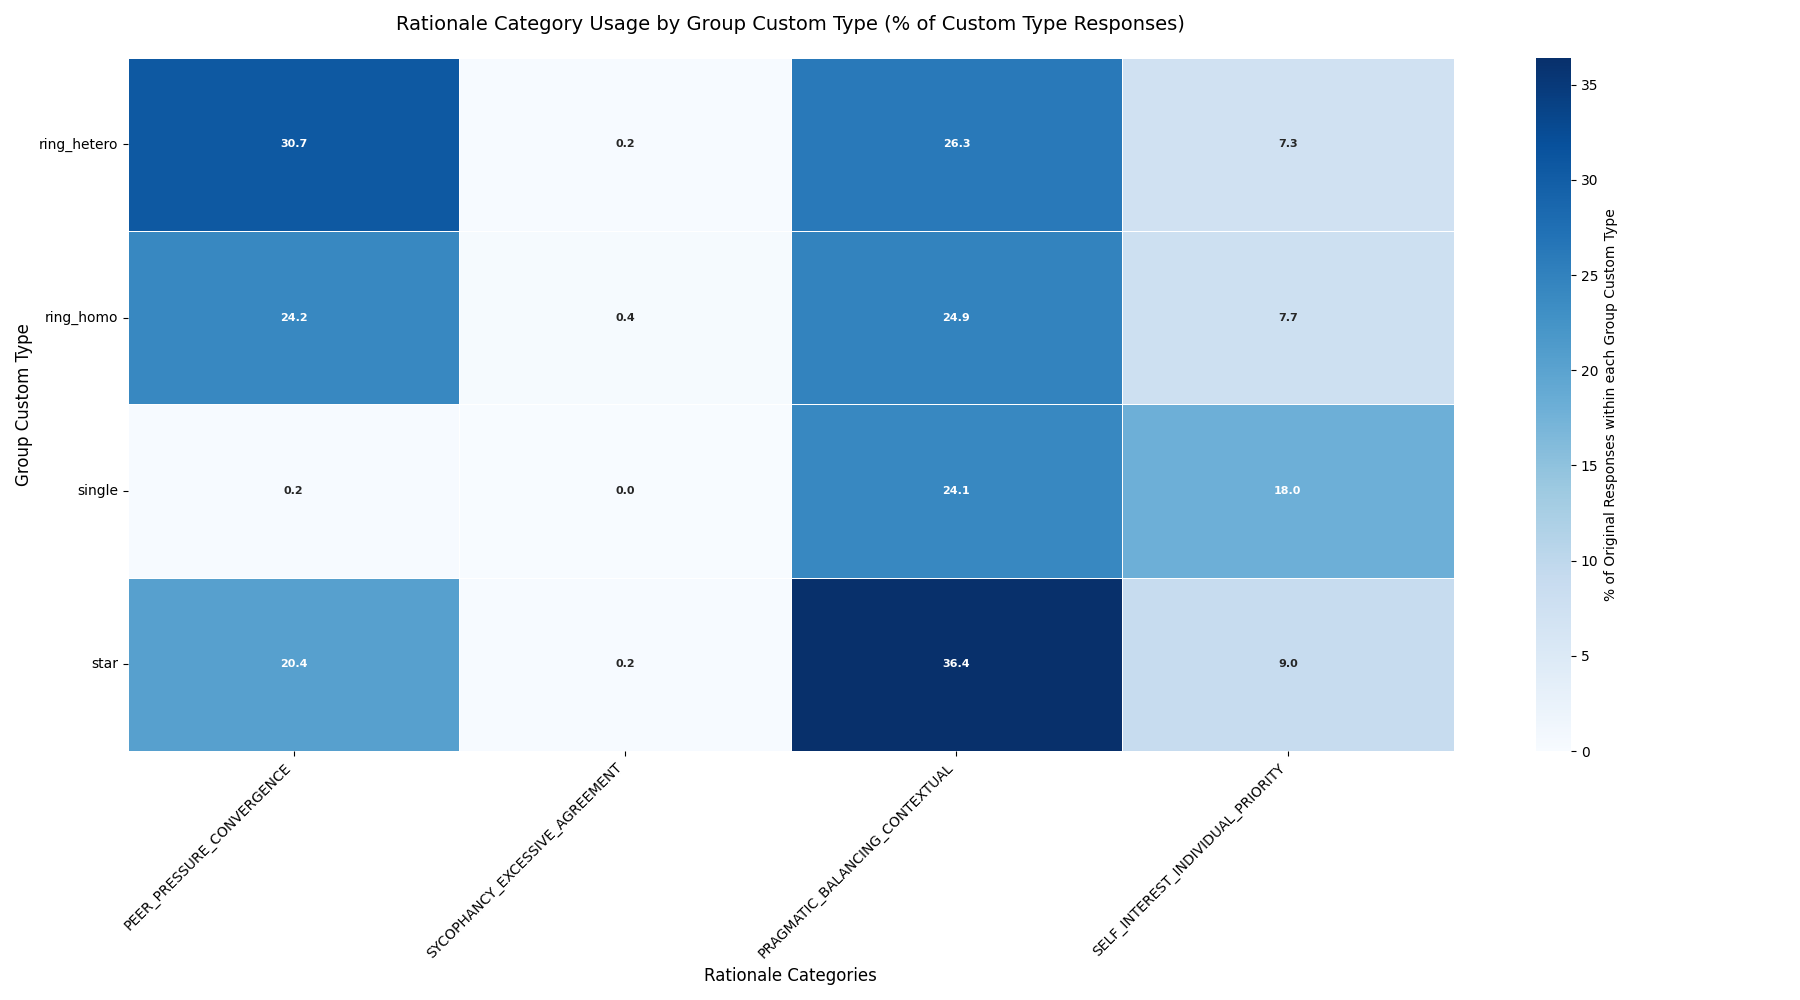 Rationale Category Usage by Group Custom Type (% of Custom Type Responses)
Group Custom Type
ring_hetero
30.7
0.2
26.3
7.3
ring_homo
24.2
0.4
24.9
7.7
single
0.2
0.0
24.1
18.0
star
20.4
0.2
36.4
9.0
PEER_PRESSURE_CONVERGENCE
SYCOPHANCY_EXCESSIVE_AGREEMENT
PRAGMATIC_BALANCING_CONTEXTUAL
SELF_INTEREST_INDIVIDUAL_PRIORITY
Rationale Categories
35
30
25
20
15
10
5
0
% of Original Responses within each Group Custom Type